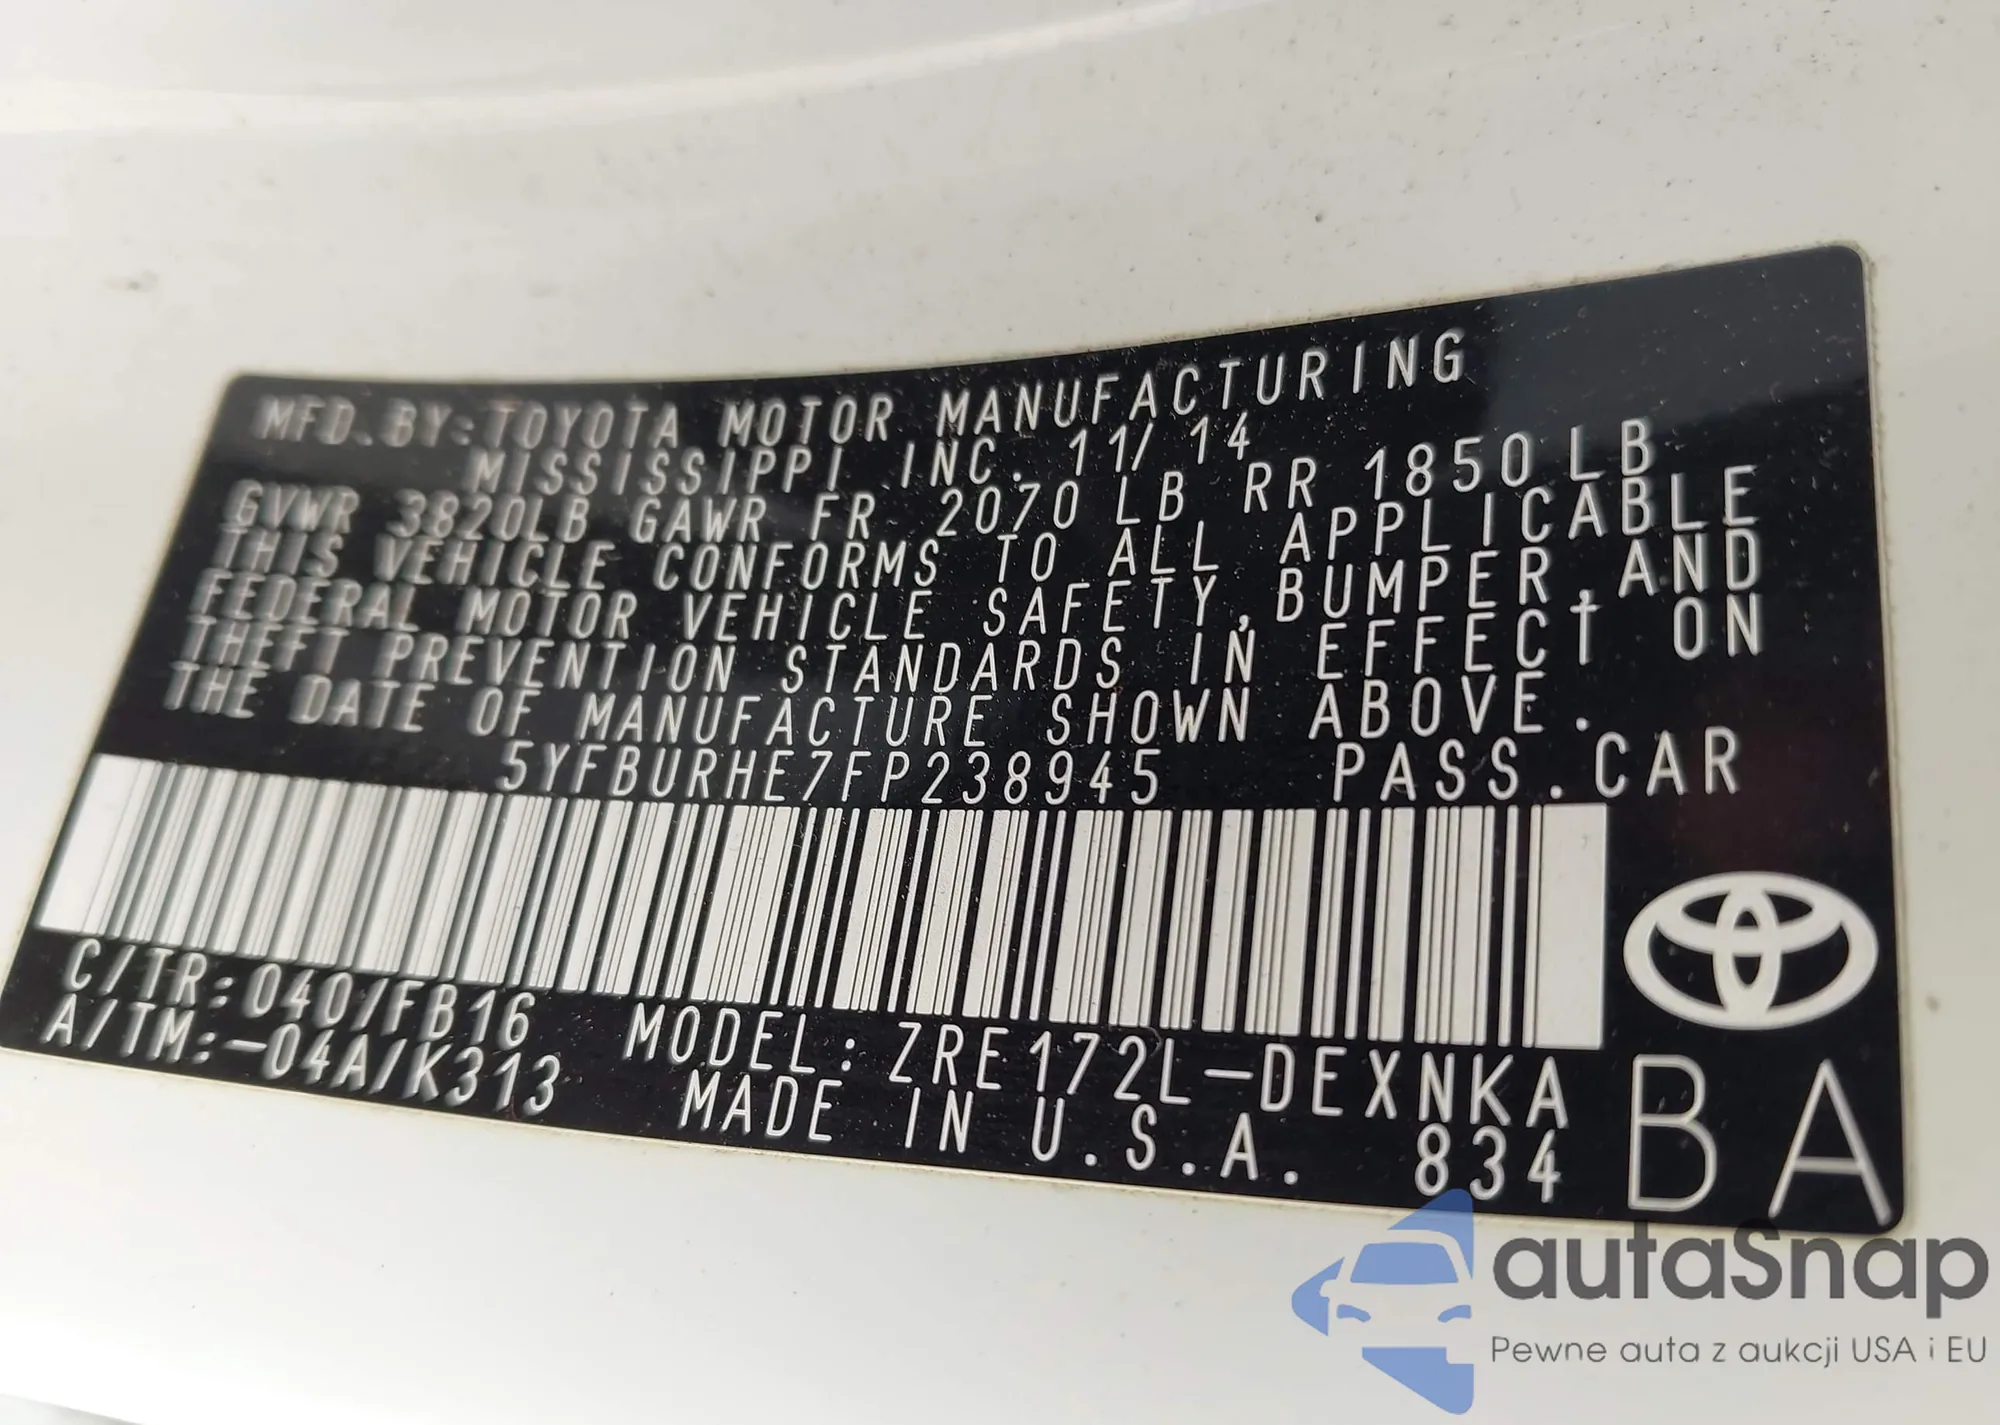 MFD. BY: TOYOTA MOTOR MANUFACTURING
MISSISSIPPI INC. 11/14
GVWR 3820LB GAWR FR 2070 LB RR 1850LB
THIS VEHICLE CONFORMS TO ALL APPLICABLE
FEDERAL MOTOR VEHICLE SAFETY, BUMPER, AND
THEFT PREVENTION STANDARDS IN EFFECT ON
THE DATE OF MANUFACTURE SHOWN ABOVE.
5YFBURHE7FP238945 PASS.CAR
C/TR:040/FB16 MODEL: ZRE172L-DEXNKA
A/TM:-04A/K313 MADE IN U.S.A. 834
BA
autaSnap
Pewne auta z aukcji USA i EU